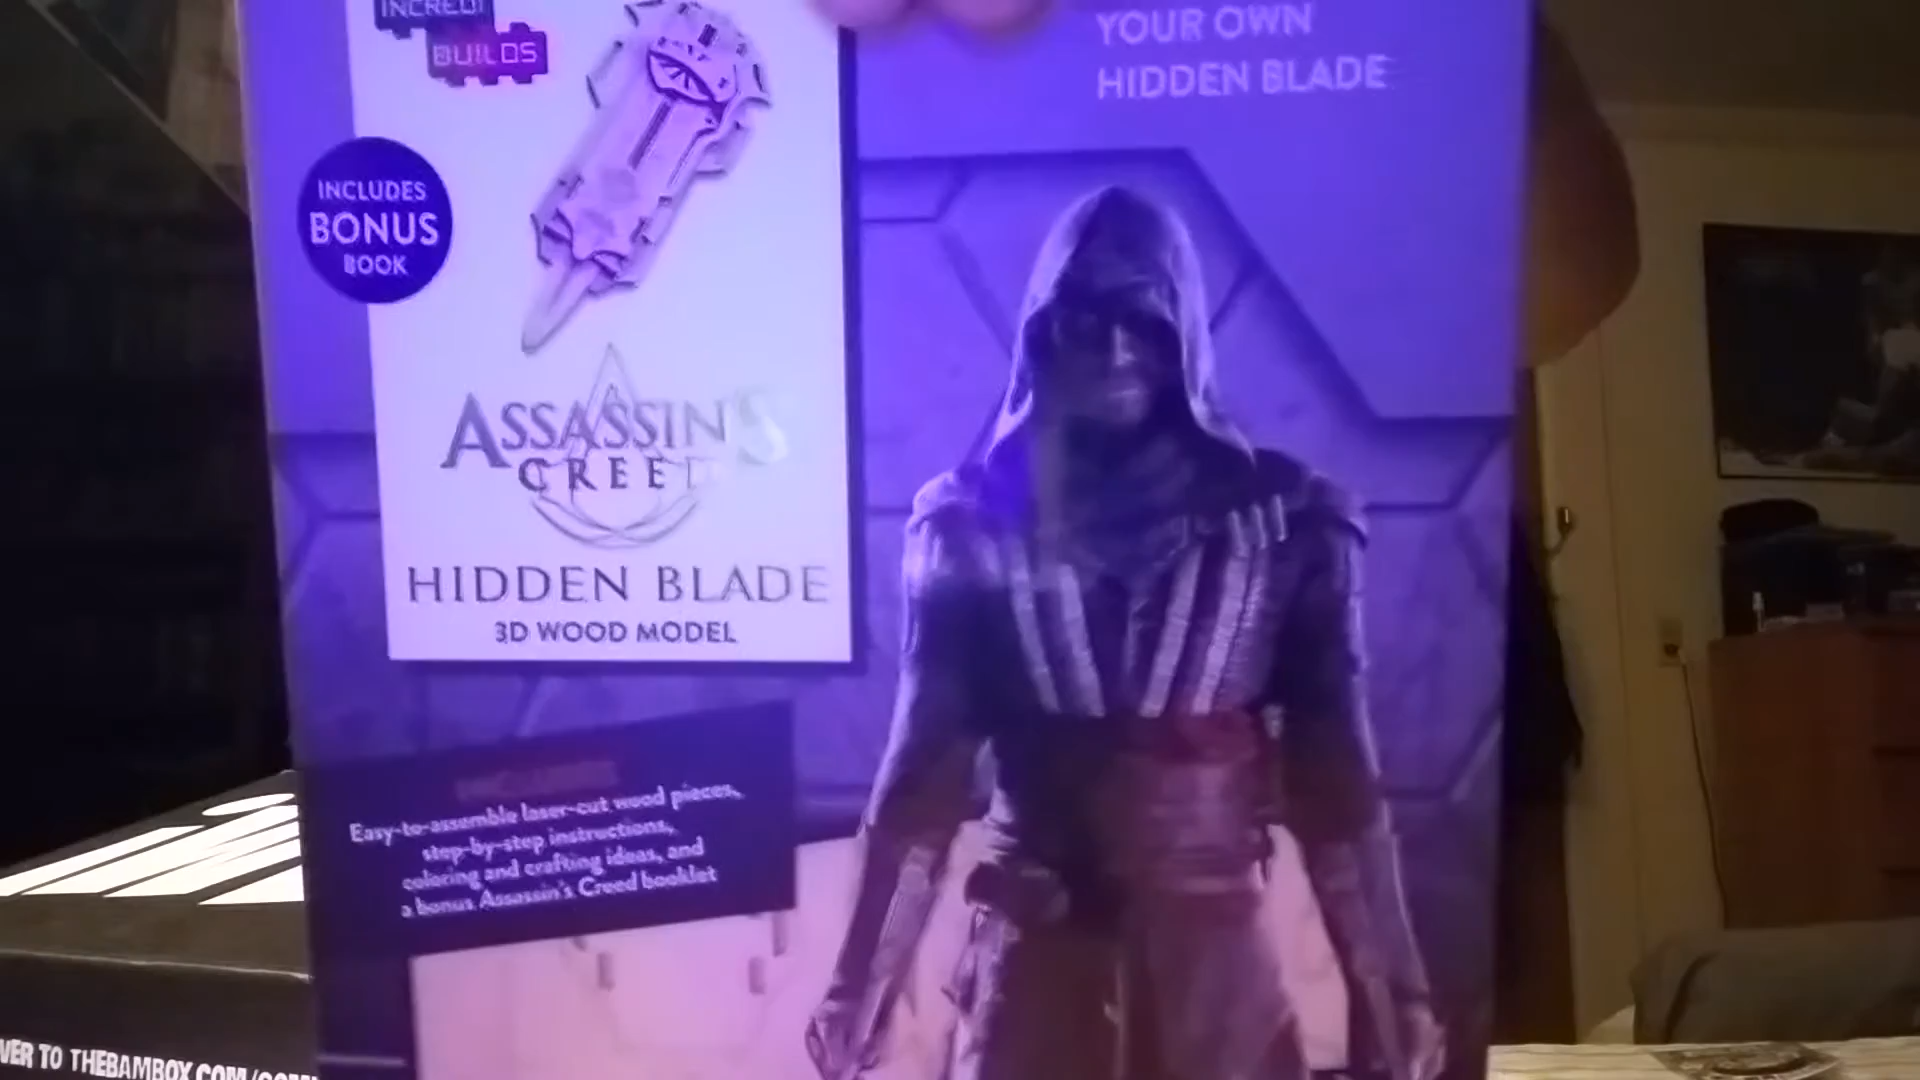 INCREDI
BUILDS
YOUR OWN
HIDDEN BLADE
INCLUDES
BONUS
BOOK
ASSASSIN'S
CREED
HIDDEN BLADE
3D WOOD MODEL
Easy-to-assemble laser-cut wood pieces,
step-by-step instructions,
coloring and crafting ideas, and
a bonus Assassin's Creed booklet
VER TO THEBAMBOX.COM/COM